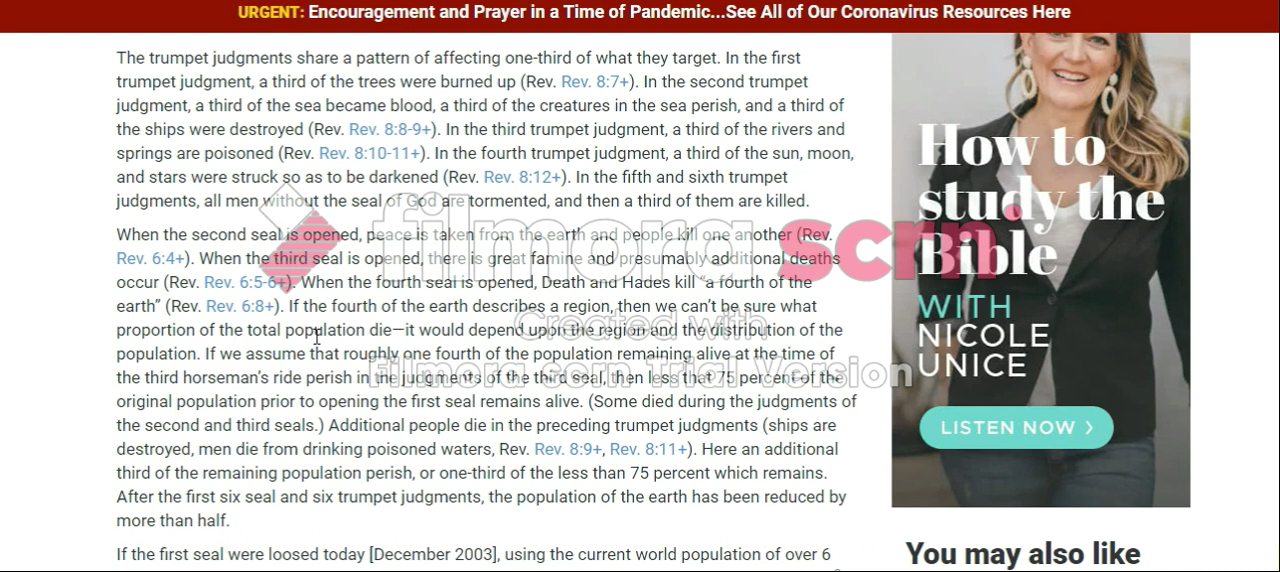 URGENT: Encouragement and Prayer in a Time of Pandemic...See All of Our Coronavirus Resources Here
The trumpet judgments share a pattern of affecting one-third of what they target. In the first
trumpet judgment, a third of the trees were burned up (Rev. Rev. 8:7+). In the second trumpet
judgment, a third of the sea became blood, a third of the creatures in the sea perish, and a third of
the ships were destroyed (Rev. Rev. 8:8-9+). In the third trumpet judgment, a third of the rivers and
springs are poisoned (Rev. Rev. 8:10-11+). In the fourth trumpet judgment, a third of the sun, moon,
and stars were struck so as to be darkened (Rev. Rev. 8:12+). In the fifth and sixth trumpet
judgments, all men without the seal of God are tormented, and then a third of them are killed.
When the second seal is opened, peace is taken from the earth and people kill one another (Rev.
Rev. 6:4+). When the third seal is opened, there is great famine and presumably additional deaths
occur (Rev. Rev. 6:5-6+). When the fourth seal is opened, Death and Hades kill “a fourth of the
earth” (Rev. Rev. 6:8+). If the fourth of the earth describes a region, then we can’t be sure what
proportion of the total population die—it would depend upon the region and the distribution of the
population. If we assume that roughly one fourth of the population remaining alive at the time of
the third horseman’s ride perish in the judgments of the third seal, then less that 75 percent of the
original population prior to opening the first seal remains alive. (Some died during the judgments of
the second and third seals.) Additional people die in the preceding trumpet judgments (ships are
destroyed, men die from drinking poisoned waters, Rev. Rev. 8:9+, Rev. 8:11+). Here an additional
third of the remaining population perish, or one-third of the less than 75 percent which remains.
After the first six seal and six trumpet judgments, the population of the earth has been reduced by
more than half.
If the first seal were loosed today [December 2003], using the current world population of over 6
filmora scrn
Created with
Filmora scrn Trial Version
How to
study the
Bible
WITH
NICOLE
UNICE
LISTEN NOW >
You may also like